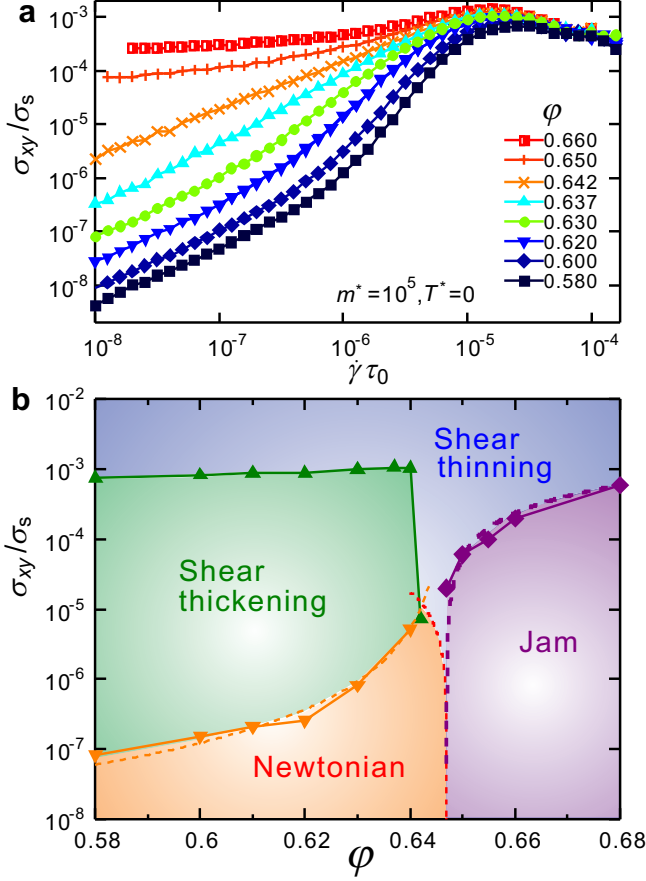 a
10⁻³
10⁻⁴
10⁻⁵
10⁻⁶
10⁻⁷
10⁻⁸
σxy/σs
φ
0.660
0.650
0.642
0.637
0.630
0.620
0.600
0.580
m*=10⁵,T*=0
10⁻⁸ 10⁻⁷ 10⁻⁶ 10⁻⁵ 10⁻⁴
γ̇τ₀
b
10⁻²
10⁻³
10⁻⁴
10⁻⁵
10⁻⁶
10⁻⁷
10⁻⁸
σxy/σs
Shear
thinning
Shear
thickening
Jam
Newtonian
0.58 0.6 0.62 0.64 0.66 0.68
φ